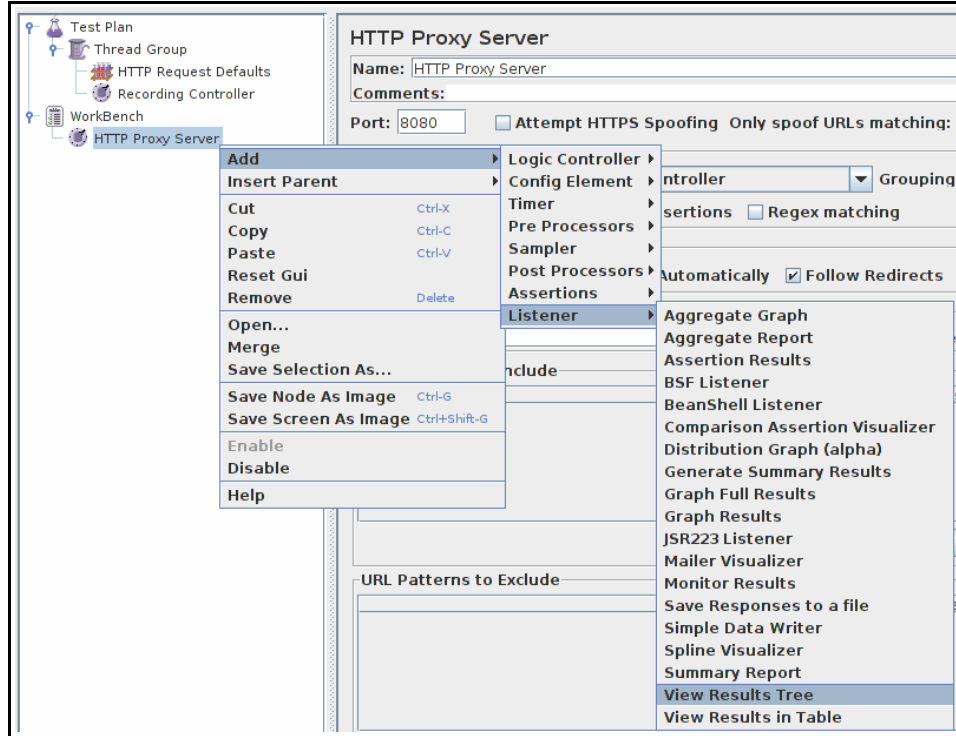 Test Plan
Thread Group
HTTP Request Defaults
Recording Controller
WorkBench
HTTP Proxy Server
HTTP Proxy Server
Name: HTTP Proxy Server
Comments:
Port: 8080 Attempt HTTPS Spoofing Only spoof URLs matching:
ntroller Grouping
sertions Regex matching
Automatically Follow Redirects
nclude
URL Patterns to Exclude
Add
Insert Parent
Cut Ctrl-X
Copy Ctrl-C
Paste Ctrl-V
Reset Gui
Remove Delete
Open...
Merge
Save Selection As...
Save Node As Image Ctrl-G
Save Screen As Image Ctrl+Shift-G
Enable
Disable
Help
Logic Controller
Config Element
Timer
Pre Processors
Sampler
Post Processors
Assertions
Listener
Aggregate Graph
Aggregate Report
Assertion Results
BSF Listener
BeanShell Listener
Comparison Assertion Visualizer
Distribution Graph (alpha)
Generate Summary Results
Graph Full Results
Graph Results
JSR223 Listener
Mailer Visualizer
Monitor Results
Save Responses to a file
Simple Data Writer
Spline Visualizer
Summary Report
View Results Tree
View Results in Table